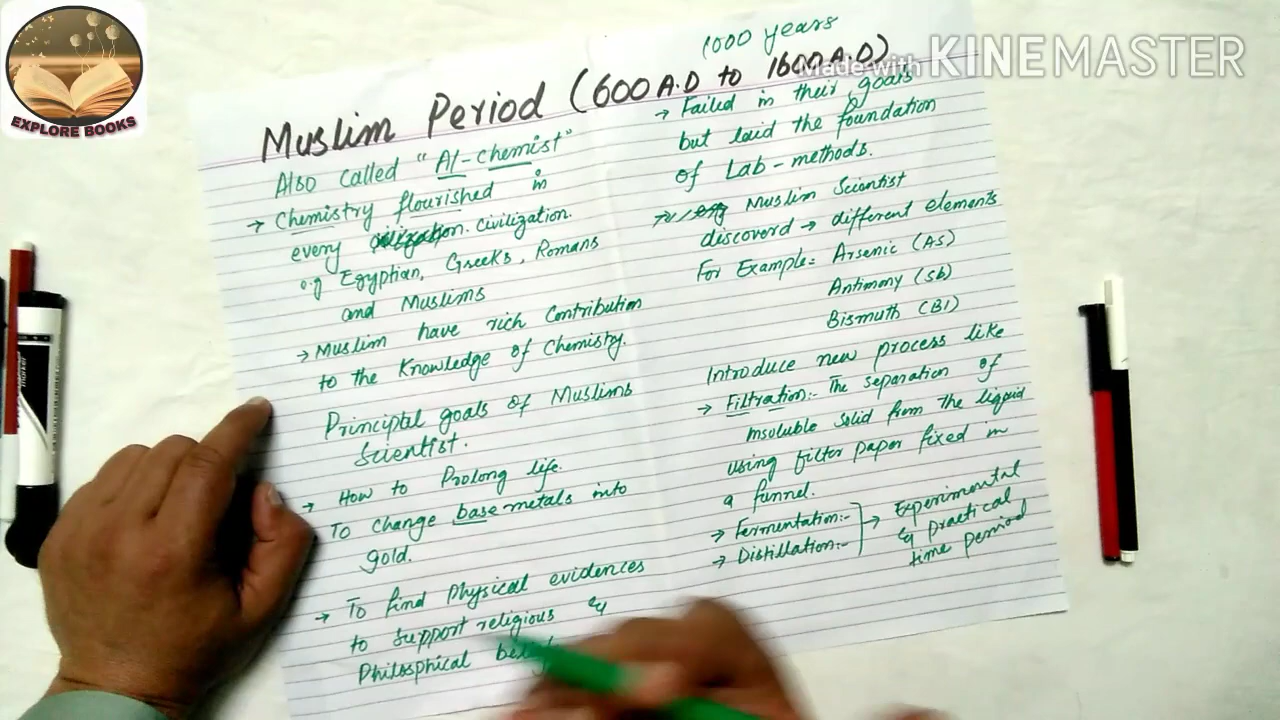 EXPLORE BOOKS
Made with KINEMASTER
1000 years
Muslim Period (600 A.D to 1600 A.D)
Also called "Al-chemist"
→ Chemistry flourished in
every civilization.
e.g Egyptian, Greeks, Romans
and Muslims
→ Muslim have rich contribution
to the knowledge of chemistry.
Principtal goals of Muslims
Scientist.
→ How to Prolong life.
To change base metals into
gold.
→ To find Physical evidences
to support religious &
Philosphical
→ Failed in their goals
but laid the foundation
of Lab-methods.
Muslim Scientist
discoverd → different elements
For Example:- Arsenic (As)
Antimony (Sb)
Bismuth (BI)
Introduce new process like
→ Filtration:- The separation of
insoluble solid from the liquid
using filter paper fixed in
a funnel.
→ Fermentation:-
→ Distillation:-
→ Experimental
& practical
time period
marker